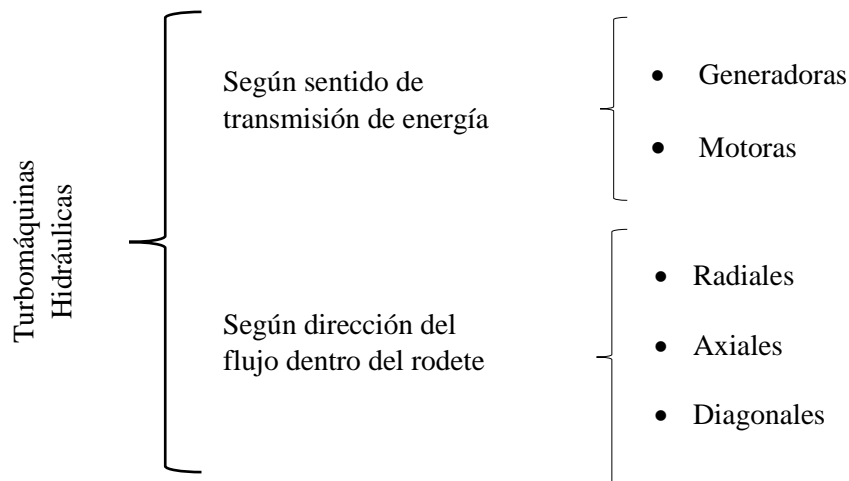 Turbomáquinas
Hidráulicas
Según sentido de
transmisión de energía
• Generadoras
• Motoras
Según dirección del
flujo dentro del rodete
• Radiales
• Axiales
• Diagonales